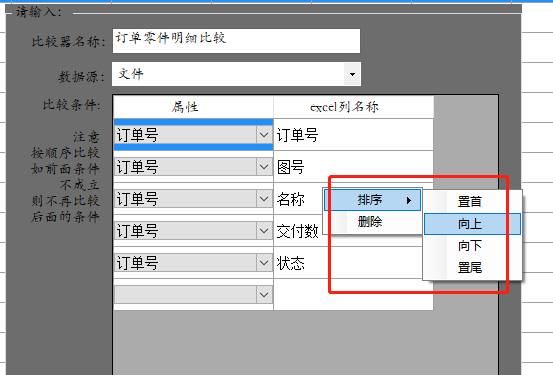 请输入:
比较器名称:
订单零件明细比较
数据源:
文件
比较条件:
属性
excel列名称
注意
按顺序比较
如前面条件
不成立
则不再比较
后面的条件
订单号
订单号
订单号
图号
订单号
名称
订单号
交付数
订单号
状态
排序
删除
置首
向上
向下
置尾